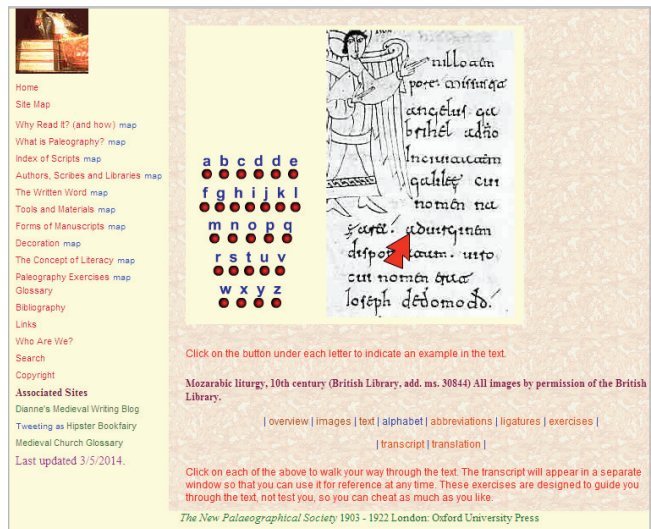 Home
Site Map
Why Read It? (and how) map
What is Paleography? map
Index of Scripts map
Authors, Scribes and Libraries map
The Written Word map
Tools and Materials map
Forms of Manuscripts map
Decoration map
The Concept of Literacy map
Paleography Exercises map
Glossary
Bibliography
Links
Who Are We?
Search
Copyright
Associated Sites
Dianne's Medieval Writing Blog
Tweeting as Hipster Bookfairy
Medieval Church Glossary
Last updated 3/5/2014.
a b c d d e
f g h i j k l
m n o p q
r s t u v
w x y z
nillo tem
pore. missus
angelus ga
brihel adño
galileę cui
nomen na
zaret. aduirginem
uiro
cui nomen erat
Ioseph dedomo dd.
Click on the button under each letter to indicate an example in the text.
Mozarabic liturgy, 10th century (British Library, add. ms. 30844) All images by permission of the British
Library.
| overview | images | text | alphabet | abbreviations | ligatures | exercises |
| transcript | translation |
Click on each of the above to walk your way through the text. The transcript will appear in a separate
window so that you can use it for reference at any time. These exercises are designed to guide you
through the text, not test you, so you can cheat as much as you like.
The New Palaeographical Society 1903 - 1922 London: Oxford University Press